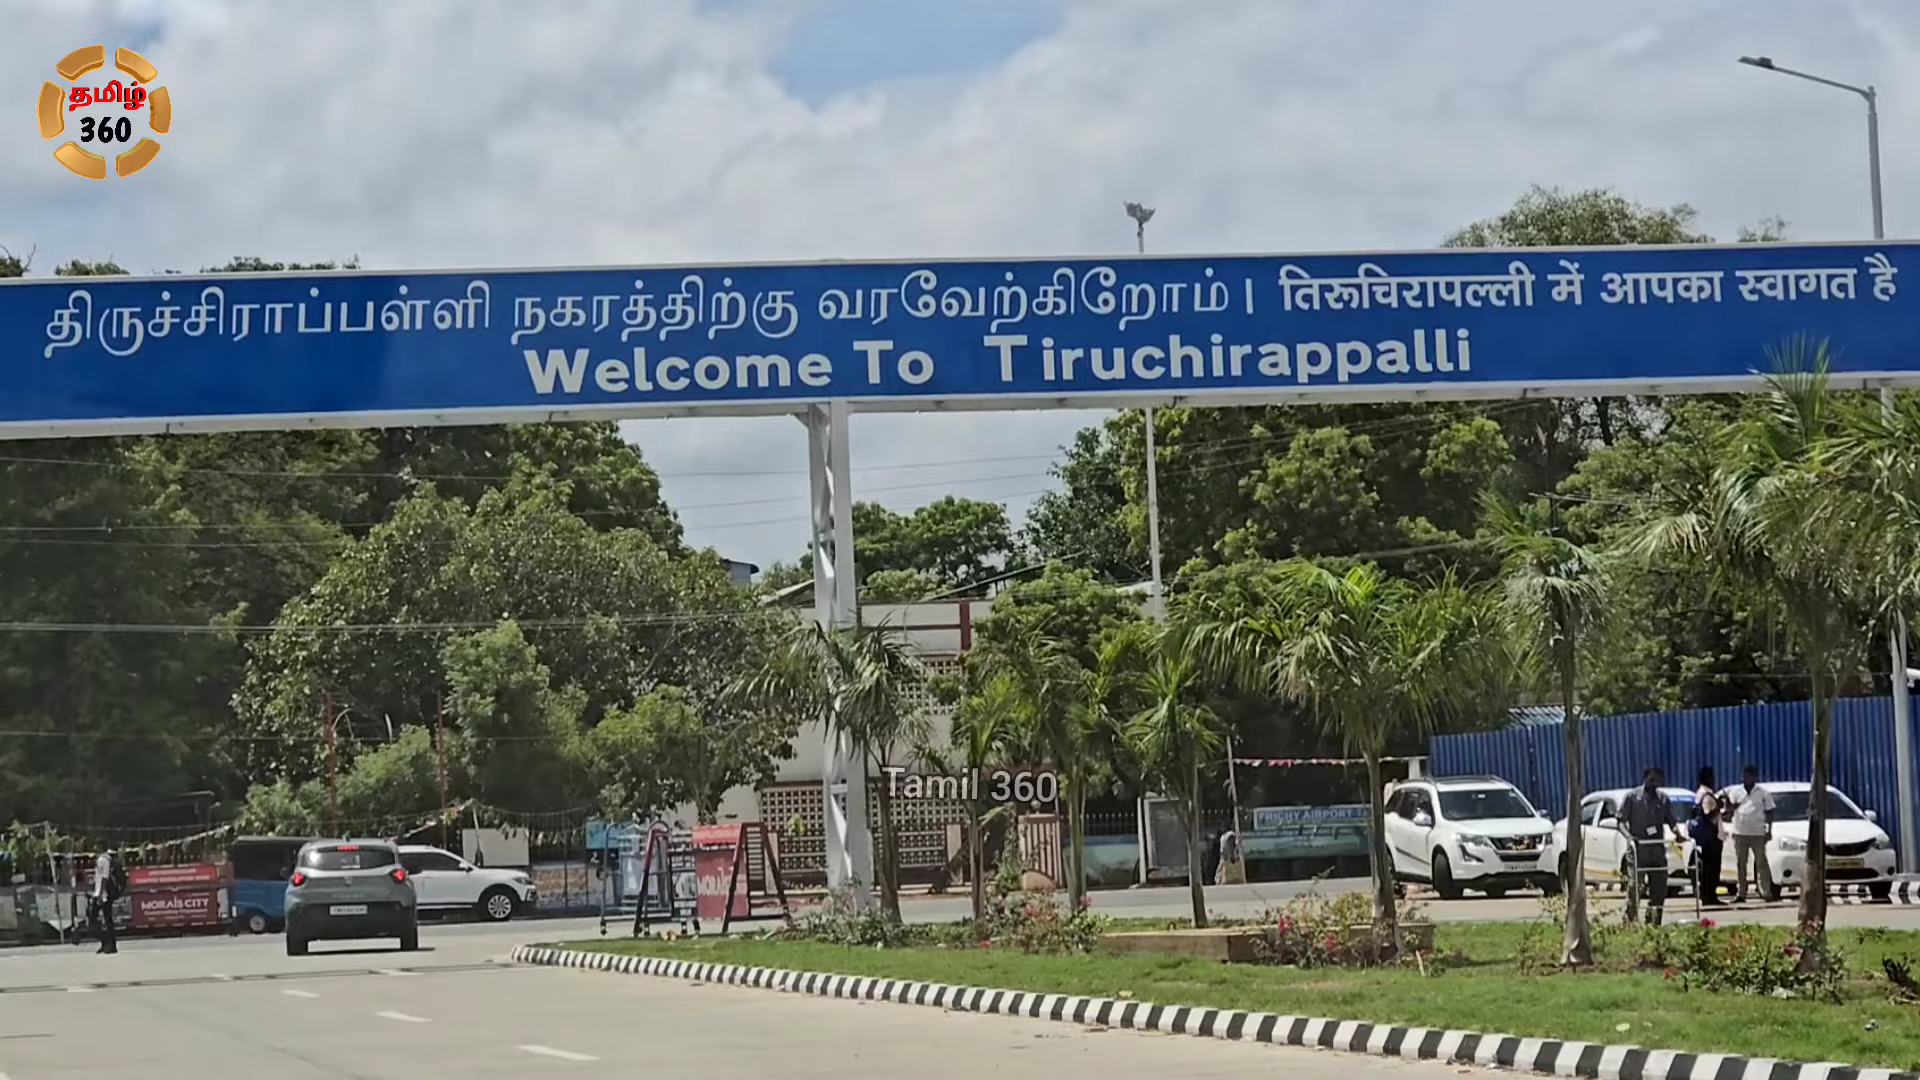 தமிழ்
360
திருச்சிராப்பள்ளி நகரத்திற்கு வரவேற்கிறோம் | तिरूचिरापल्ली में आपका स्वागत है
Welcome To Tiruchirappalli
Tamil 360
TRICHY AIRPORT
MORAIS CITY